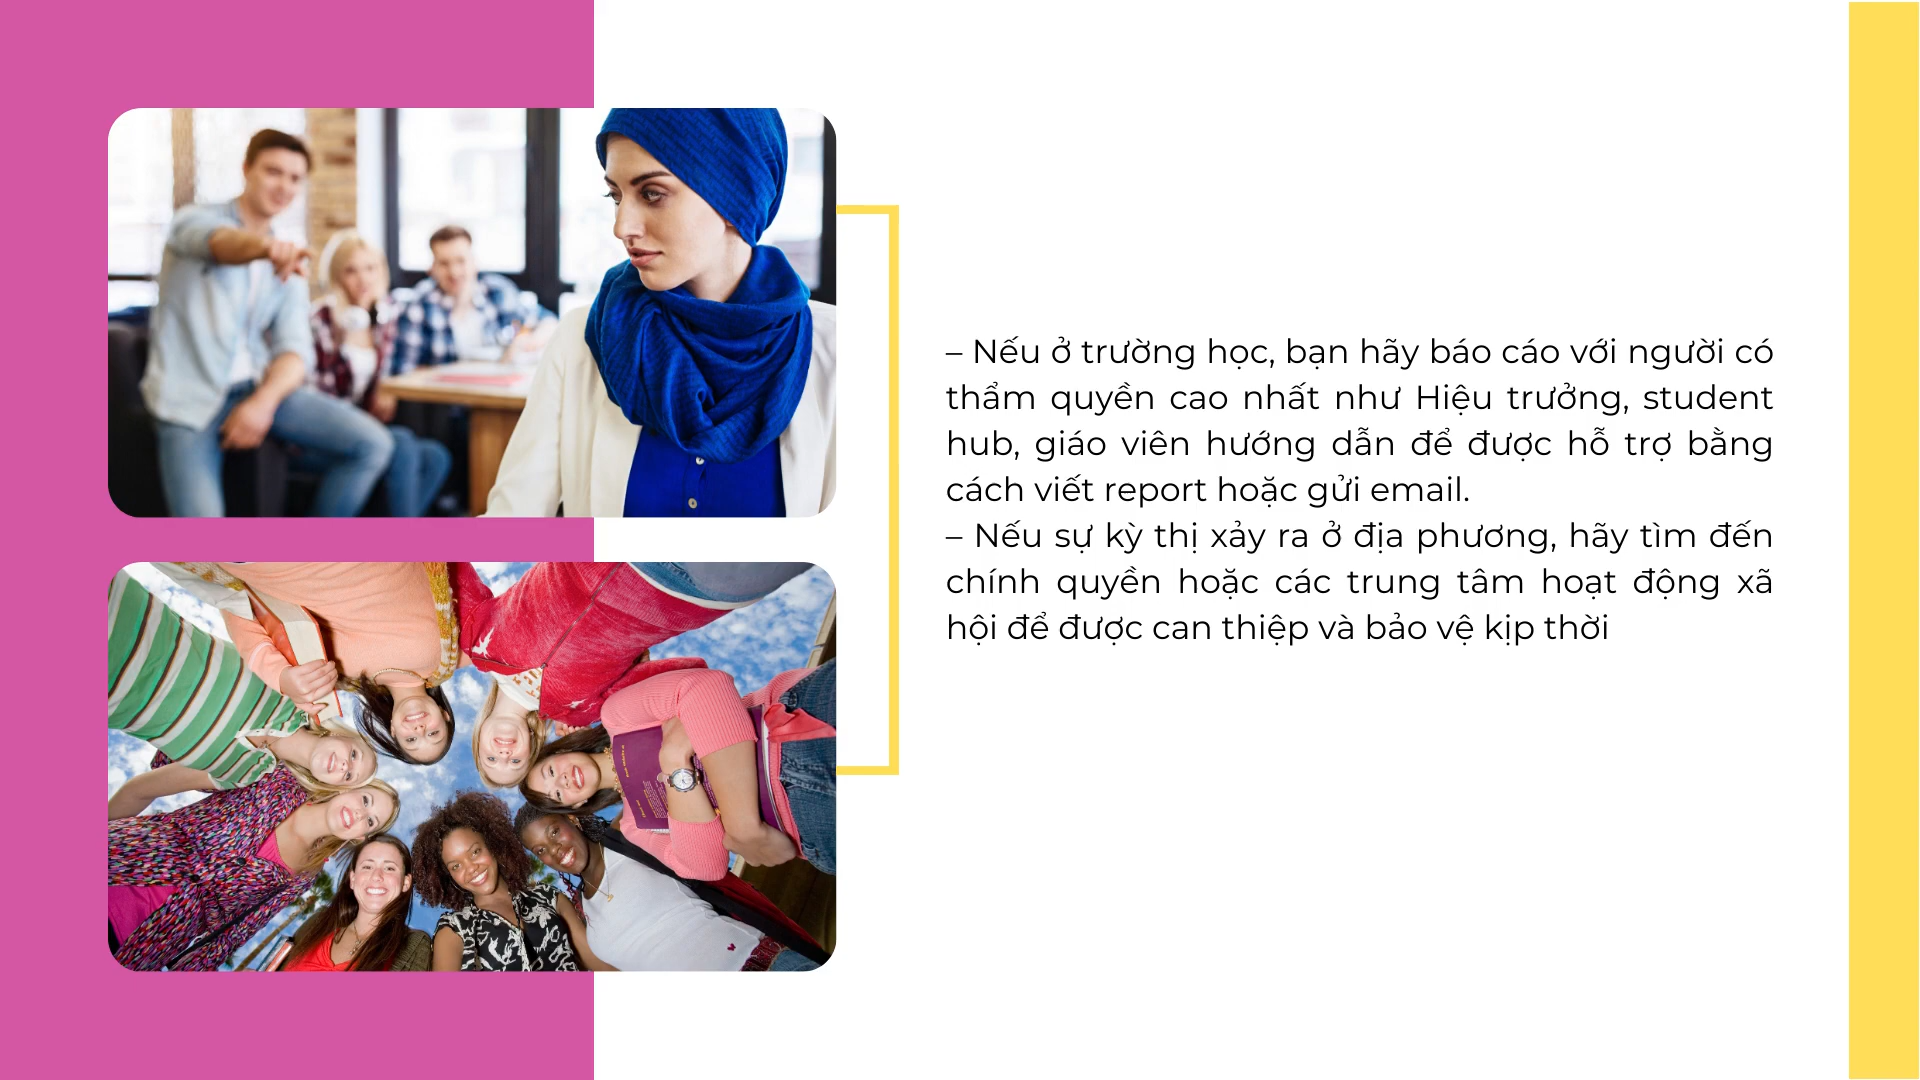 – Nếu ở trường học, bạn hãy báo cáo với người có
thẩm quyền cao nhất như Hiệu trưởng, student
hub, giáo viên hướng dẫn để được hỗ trợ bằng
cách viết report hoặc gửi email.
– Nếu sự kỳ thị xảy ra ở địa phương, hãy tìm đến
chính quyền hoặc các trung tâm hoạt động xã
hội để được can thiệp và bảo vệ kịp thời